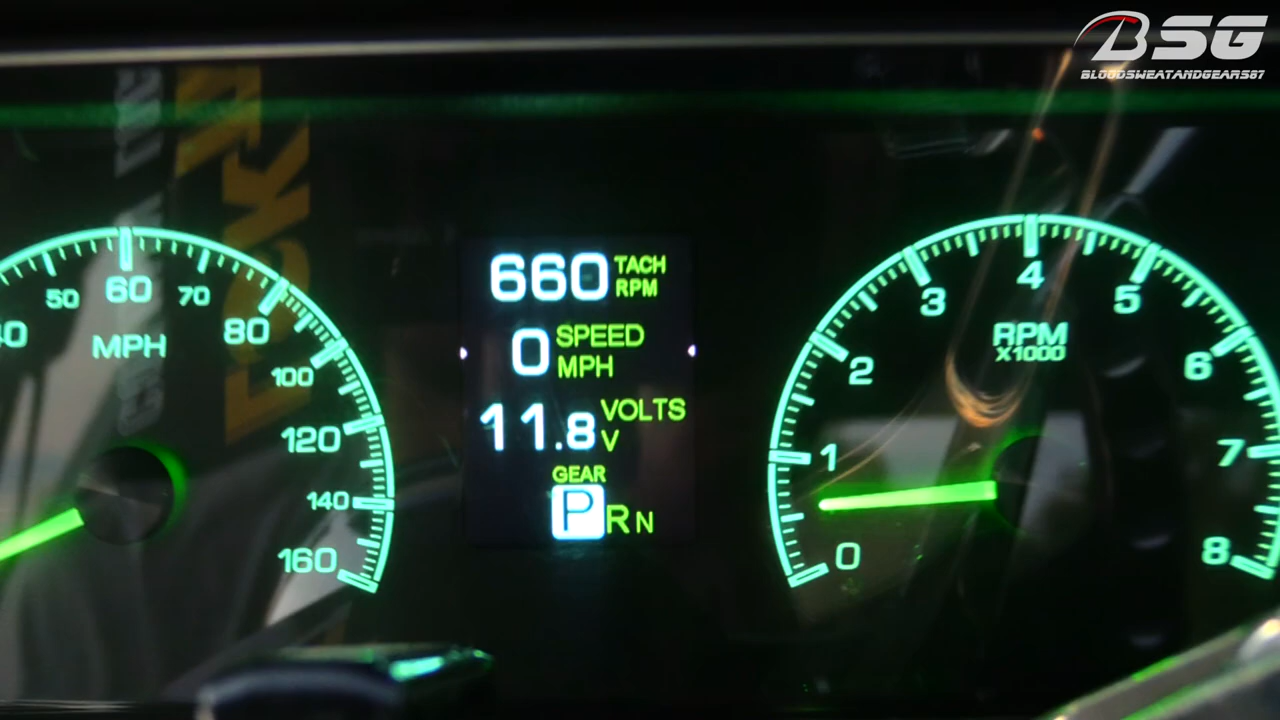 BSG
BLOODSWEATANDGEARS87
50
60
70
80
100
120
140
160
MPH
660 TACH RPM
0 SPEED MPH
11.8 VOLTS V
GEAR
P R N
0
1
2
3
4
5
6
7
8
RPM
X1000